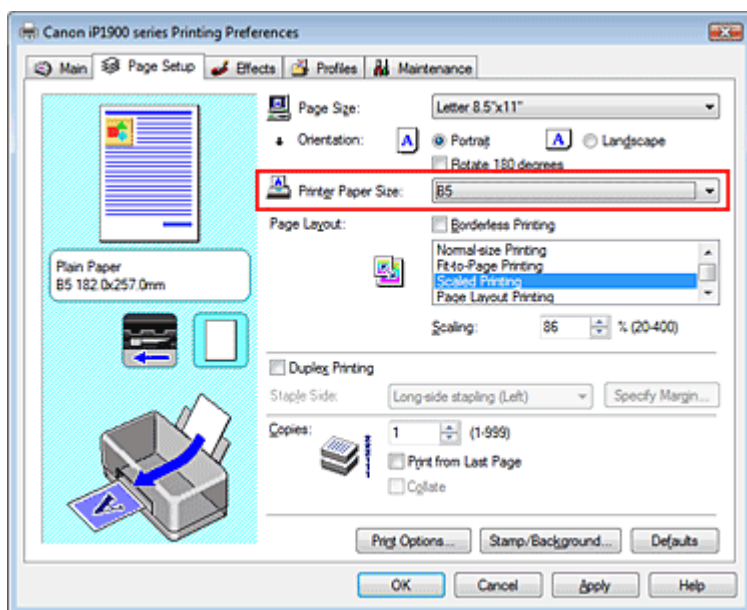 Canon iP1900 series Printing Preferences
Main Page Setup Effects Profiles Maintenance
Page Size: Letter 8.5"x11"
Orientation: A Portrait A Landscape
Rotate 180 degrees
Printer Paper Size: B5
Page Layout: Borderless Printing
Normal-size Printing
Fit-to-Page Printing
Scaled Printing
Page Layout Printing
Plain Paper
B5 182.0x257.0mm
Scaling: 86 % (20-400)
Duplex Printing
Staple Side: Long-side stapling (Left) Specify Margin...
Copies: 1 (1-999)
Print from Last Page
Collate
A
Print Options... Stamp/Background... Defaults
OK Cancel Apply Help